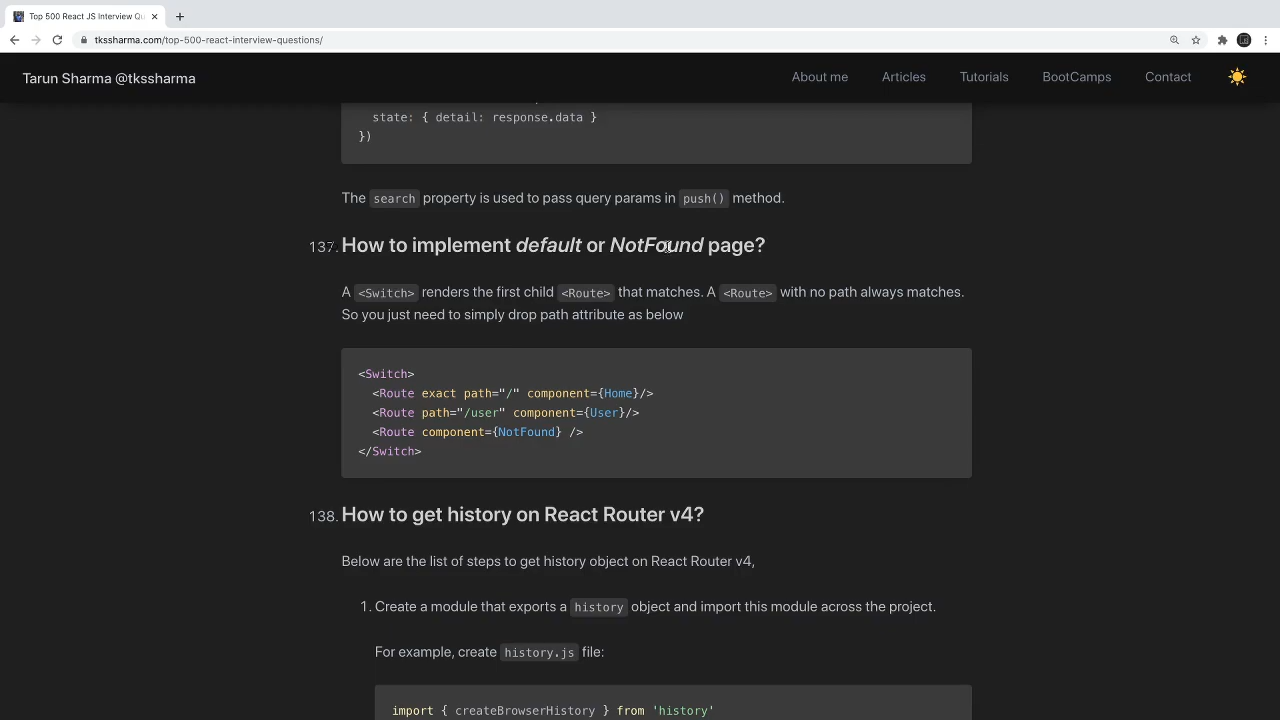 Top 500 React JS Interview Qu
tkssharma.com/top-500-react-interview-questions/
Tarun Sharma @tkssharma
About me
Articles
Tutorials
BootCamps
Contact
state: { detail: response.data }
})
The search property is used to pass query params in push() method.
137. How to implement default or NotFound page?
A <Switch> renders the first child <Route> that matches. A <Route> with no path always matches.
So you just need to simply drop path attribute as below
<Switch>
<Route exact path="/" component={Home}/>
<Route path="/user" component={User}/>
<Route component={NotFound} />
</Switch>
138. How to get history on React Router v4?
Below are the list of steps to get history object on React Router v4,
1. Create a module that exports a history object and import this module across the project.
For example, create history.js file:
import { createBrowserHistory } from 'history'